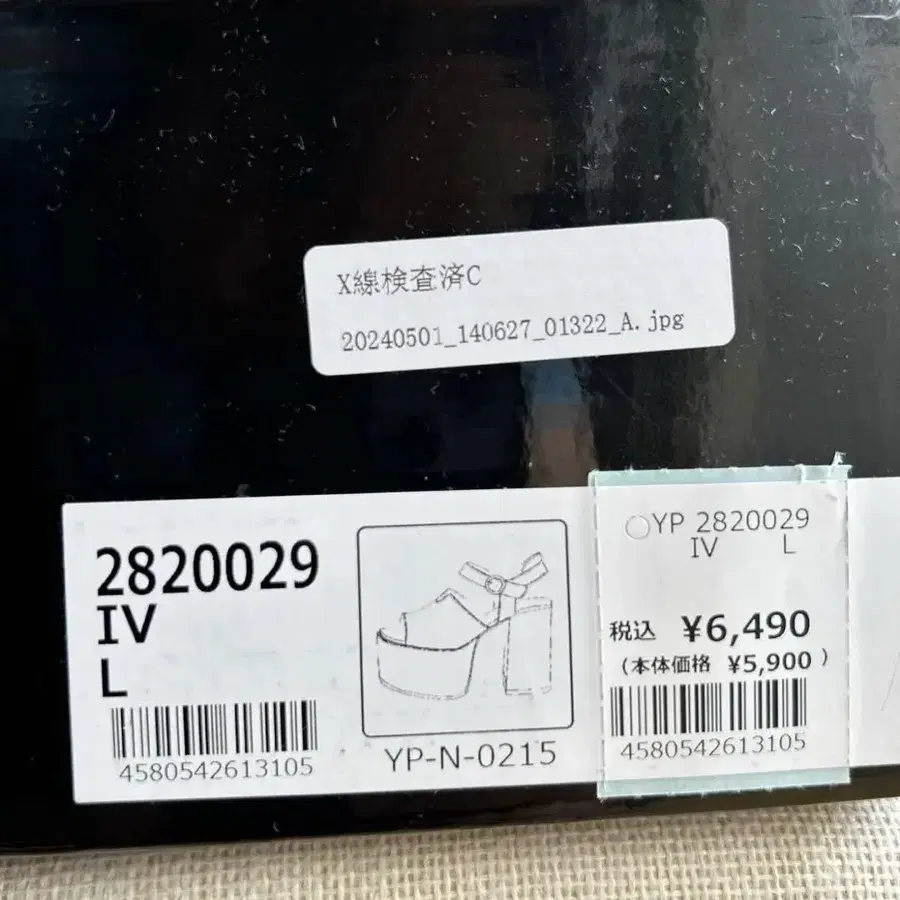 X線検査済C
20240501_140627_01322_A.jpg
2820029
IV
L
4580542613105
YP-N-0215
YP 2820029
IV L
税込 ¥6,490
(本体価格 ¥5,900)
4580542613105